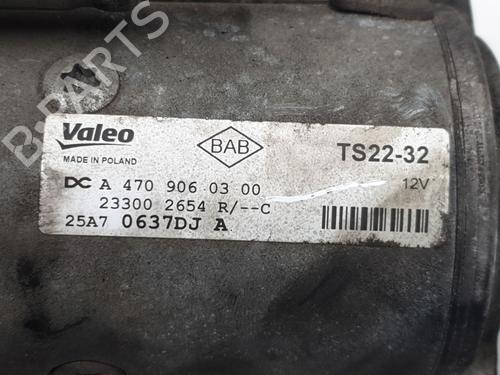 B-PARTS
Valeo
MADE IN POLAND
BAB
TS22-32
12V
DC A 470 906 03 00
23300 2654 R/--C
25A7 0637DJ A